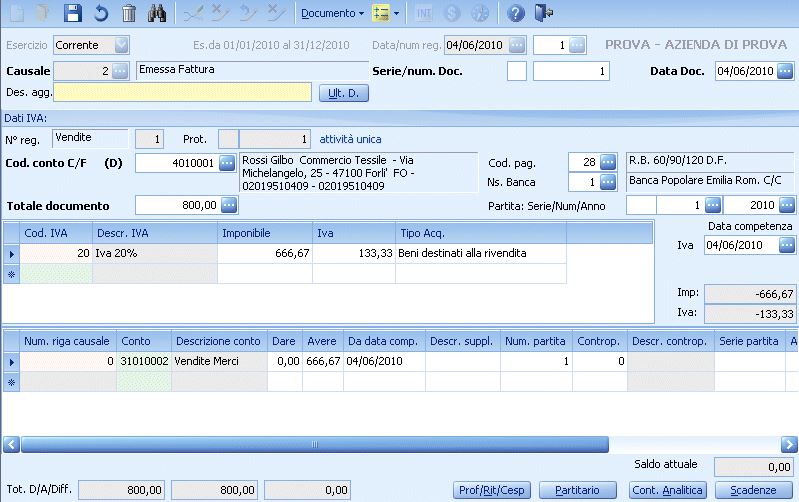 Documento
INT
Esercizio Corrente Es.da 01/01/2010 al 31/12/2010 Data/num reg. 04/06/2010 1 PROVA - AZIENDA DI PROVA
Causale 2 Emessa Fattura Serie/num. Doc. 1 Data Doc. 04/06/2010
Des. agg. Ult. D.
Dati IVA:
N° reg. Vendite 1 Prot. 1 attività unica
Cod. conto C/F (D) 4010001 Rossi Gilbo Commercio Tessile - Via
Michelangelo, 25 - 47100 Forli' FO -
02019510409 - 02019510409
Cod. pag. 28 R.B. 60/90/120 D.F.
Ns. Banca 1 Banca Popolare Emilia Rom. C/C
Totale documento 800,00 Partita: Serie/Num/Anno 1 2010
Cod. IVA Descr. IVA Imponibile Iva Tipo Acq.
20 Iva 20% 666,67 133,33 Beni destinati alla rivendita
Data competenza
Iva 04/06/2010
Imp: -666,67
Iva: -133,33
Num. riga causale Conto Descrizione conto Dare Avere Da data comp. Descr. suppl. Num. partita Controp. Descr. controp. Serie partita A
0 31010002 Vendite Merci 0,00 666,67 04/06/2010 1 0
Saldo attuale 0,00
Tot. D/A/Diff. 800,00 800,00 0,00 Prof/Rit/Cesp Partitario Cont. Analitica Scadenze